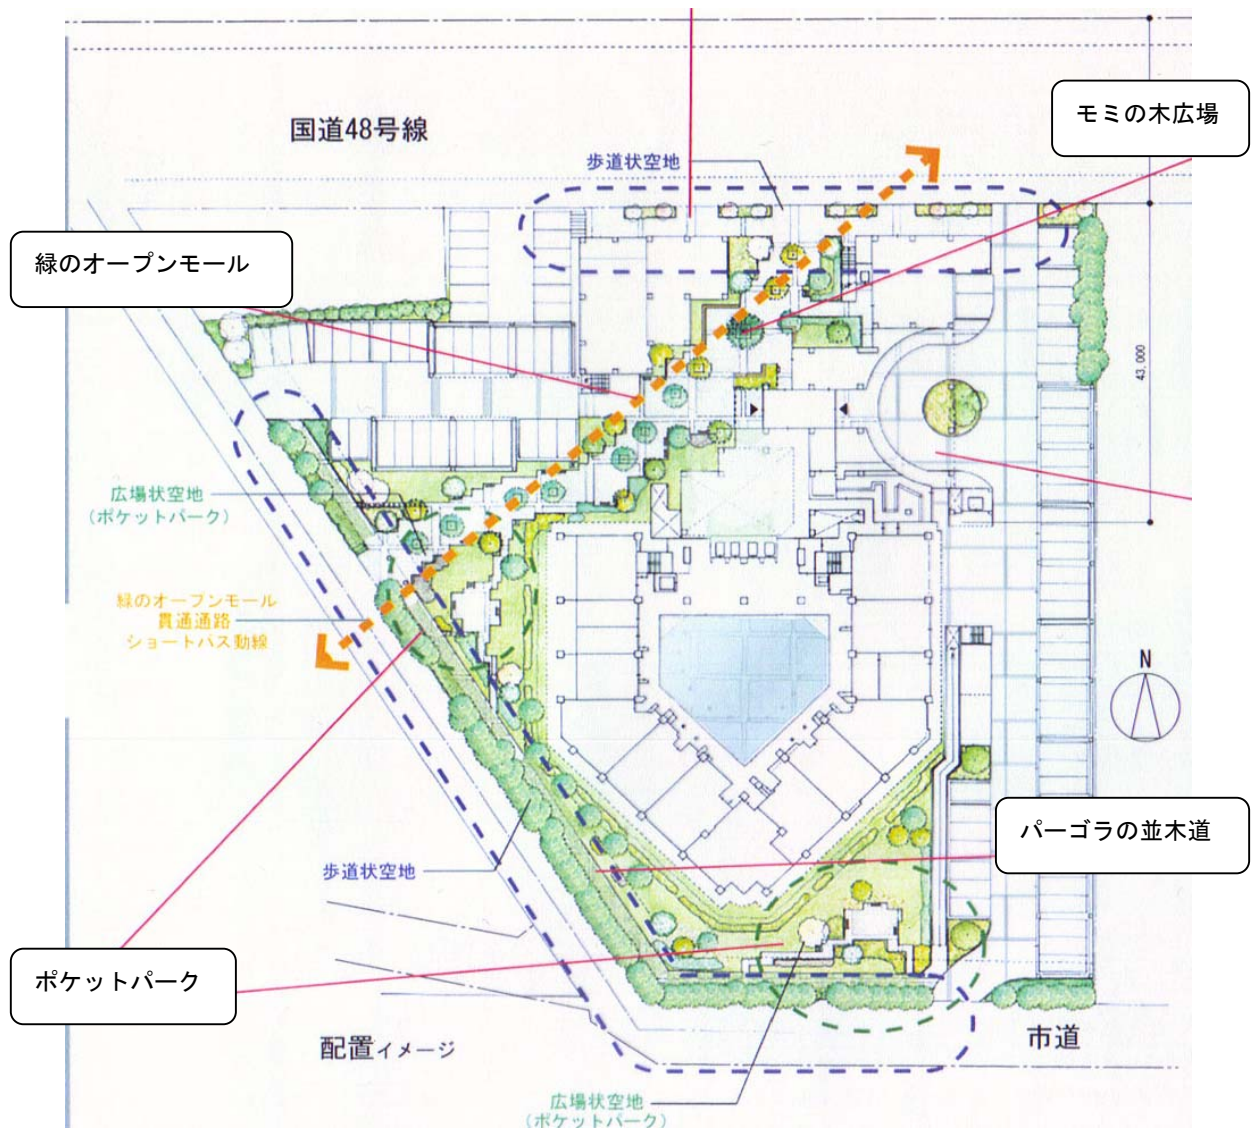 国道48号線
モミの木広場
歩道状空地
緑のオープンモール
43,000
広場状空地
(ポケットパーク)
緑のオープンモール
貫通通路
ショートパス動線
N
パーゴラの並木道
歩道状空地
ポケットパーク
配置イメージ
市道
広場状空地
(ポケットパーク)